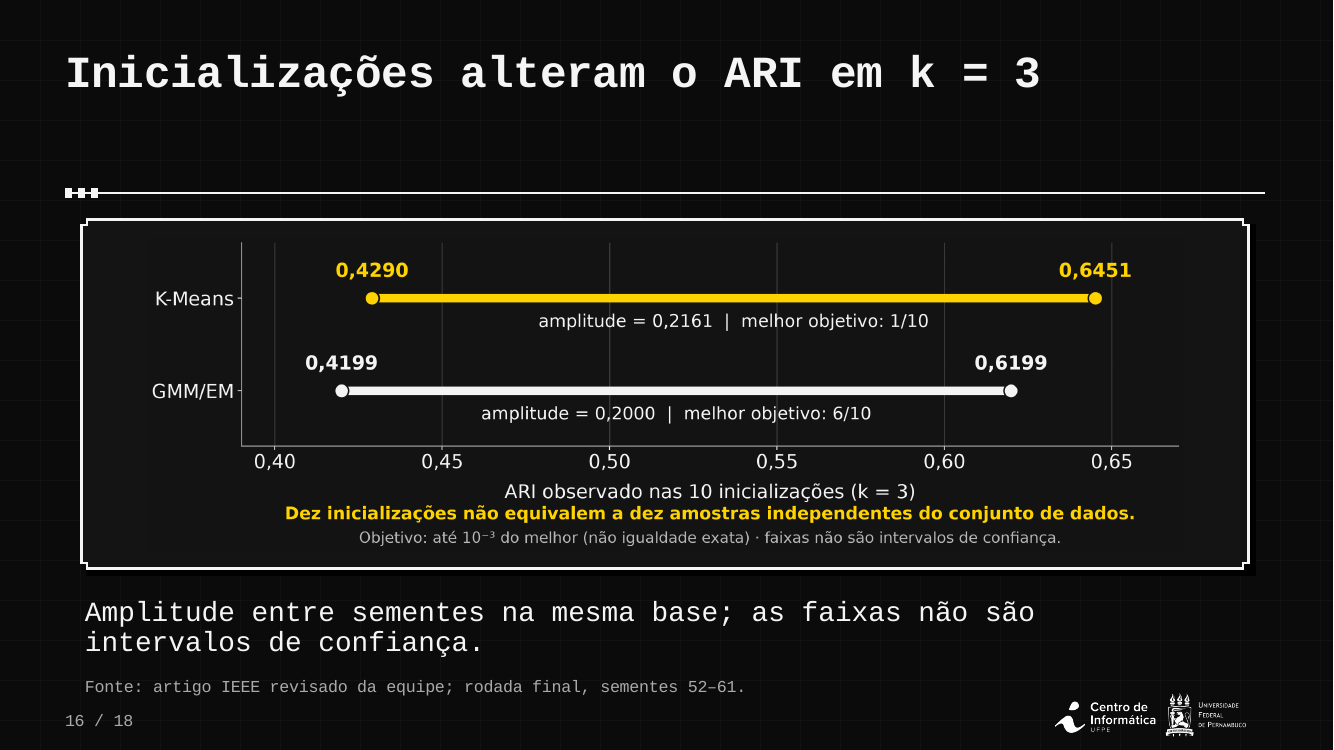 Inicializações alteram o ARI em k = 3
0,4290
0,6451
K-Means
amplitude = 0,2161 | melhor objetivo: 1/10
0,4199
0,6199
GMM/EM
amplitude = 0,2000 | melhor objetivo: 6/10
0,40
0,45
0,50
0,55
0,60
0,65
ARI observado nas 10 inicializações (k = 3)
Dez inicializações não equivalem a dez amostras independentes do conjunto de dados.
Objetivo: até 10⁻³ do melhor (não igualdade exata) · faixas não são intervalos de confiança.
Amplitude entre sementes na mesma base; as faixas não são
intervalos de confiança.
Fonte: artigo IEEE revisado da equipe; rodada final, sementes 52–61.
16 / 18
Centro de
Informática
UFPE
UNIVERSIDADE
FEDERAL
DE PERNAMBUCO